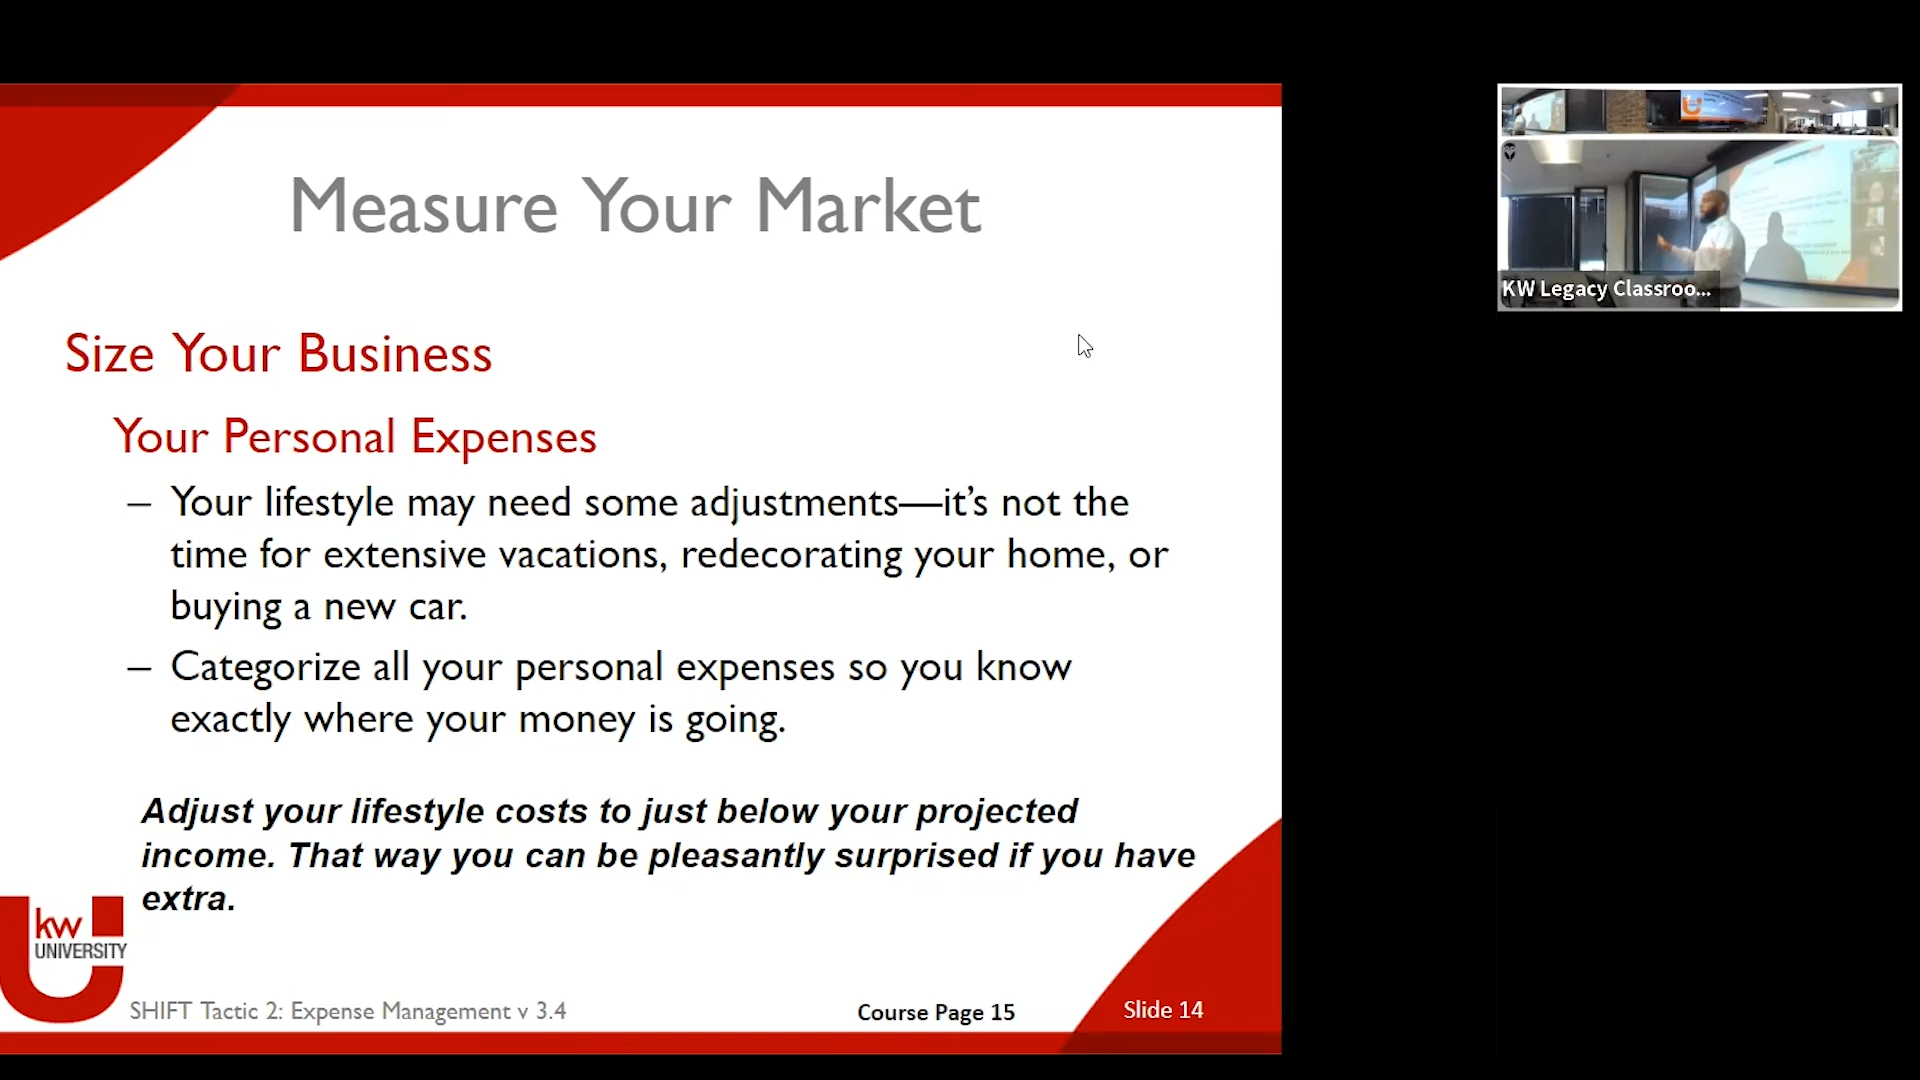 Measure Your Market
Size Your Business
Your Personal Expenses
– Your lifestyle may need some adjustments—it’s not the
time for extensive vacations, redecorating your home, or
buying a new car.
– Categorize all your personal expenses so you know
exactly where your money is going.
Adjust your lifestyle costs to just below your projected
income. That way you can be pleasantly surprised if you have
extra.
kw
UNIVERSITY
SHIFT Tactic 2: Expense Management v 3.4
Course Page 15
Slide 14
KW Legacy Classroo...